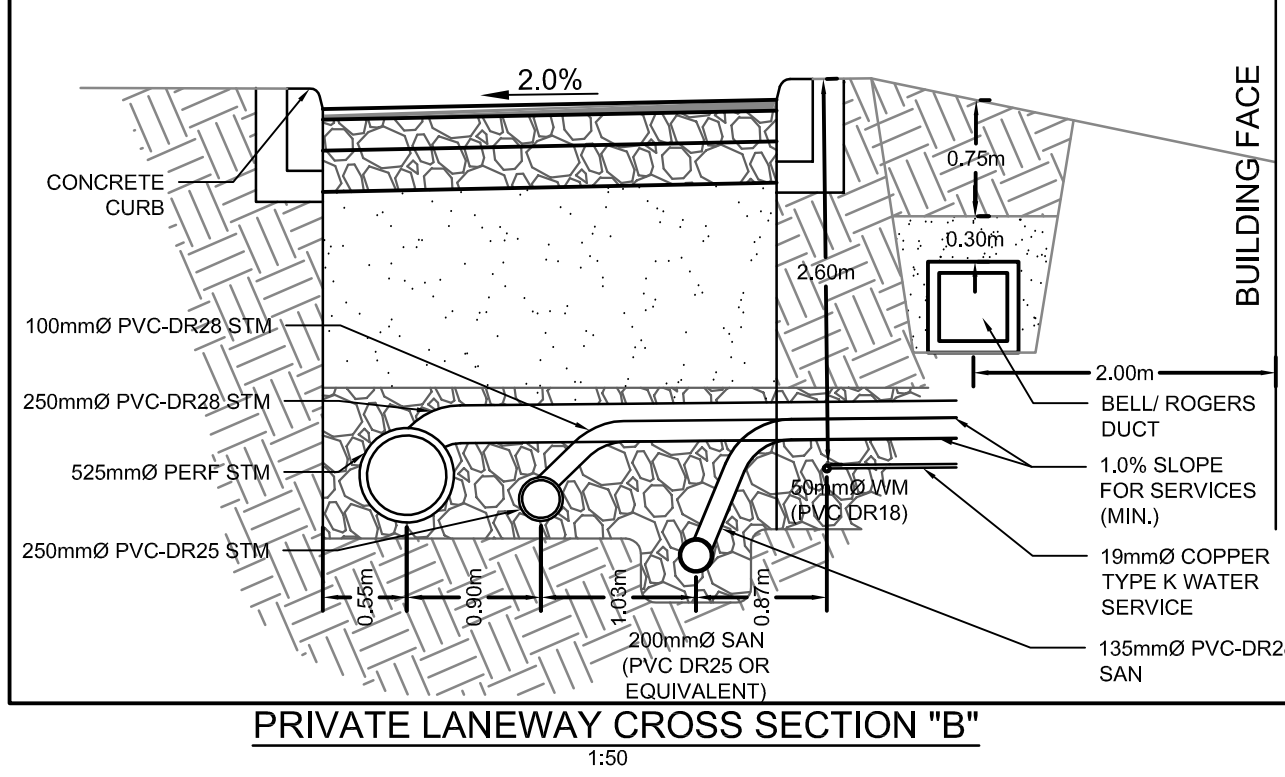 2.0%
CONCRETE
CURB
0.75m
0.30m
BUILDING FACE
2.60m
100mmØ PVC-DR28 STM
250mmØ PVC-DR28 STM
525mmØ PERF STM
250mmØ PVC-DR25 STM
2.00m
BELL/ ROGERS
DUCT
1.0% SLOPE
FOR SERVICES
(MIN.)
50mmØ WM
(PVC DR18)
19mmØ COPPER
TYPE K WATER
SERVICE
0.55m
0.90m
1.03m
0.87m
200mmØ SAN
(PVC DR25 OR
EQUIVALENT)
135mmØ PVC-DR28
SAN
PRIVATE LANEWAY CROSS SECTION "B"
1:50